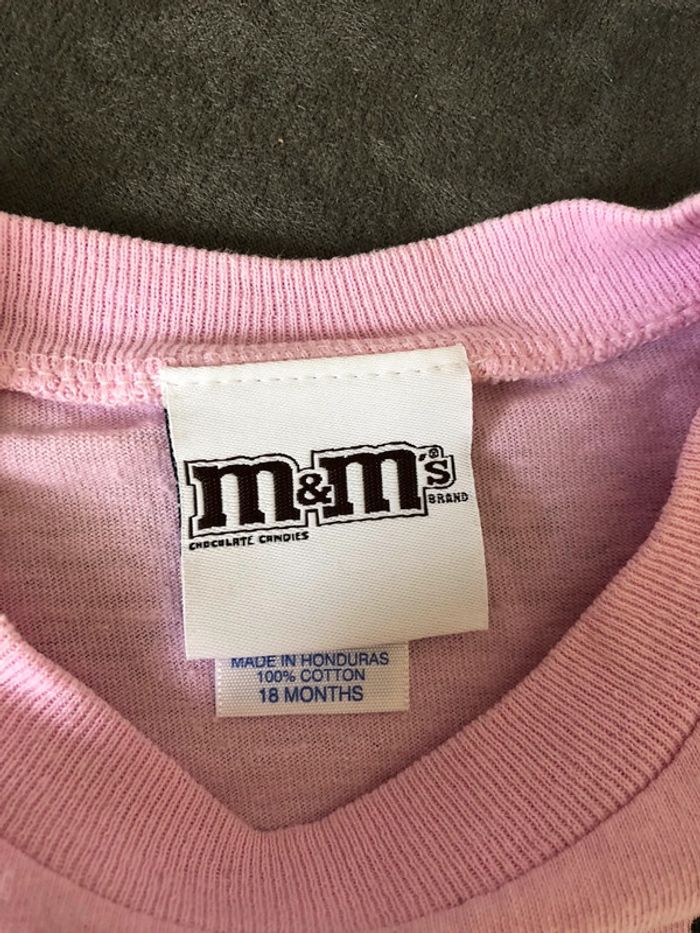 m&m's®
BRAND
CHOCOLATE CANDIES
MADE IN HONDURAS
100% COTTON
18 MONTHS